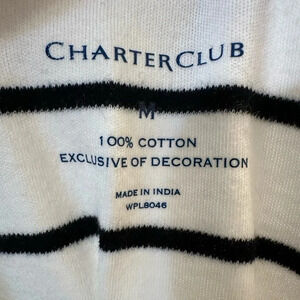 CHARTER CLUB
M
100% COTTON
EXCLUSIVE OF DECORATION
MADE IN INDIA
WPL8046